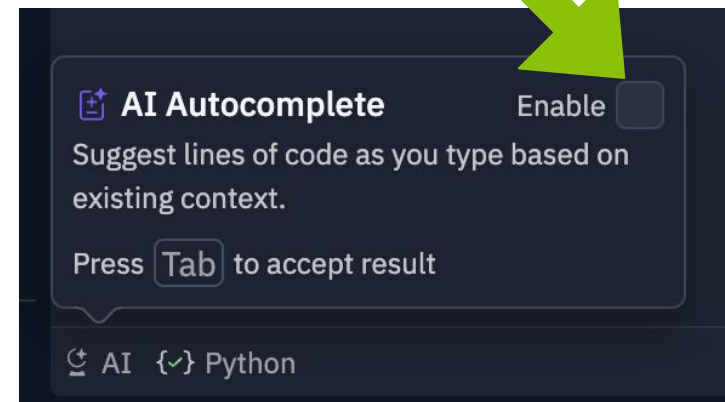 AI Autocomplete Enable
Suggest lines of code as you type based on
existing context.
Press Tab to accept result
AI Python